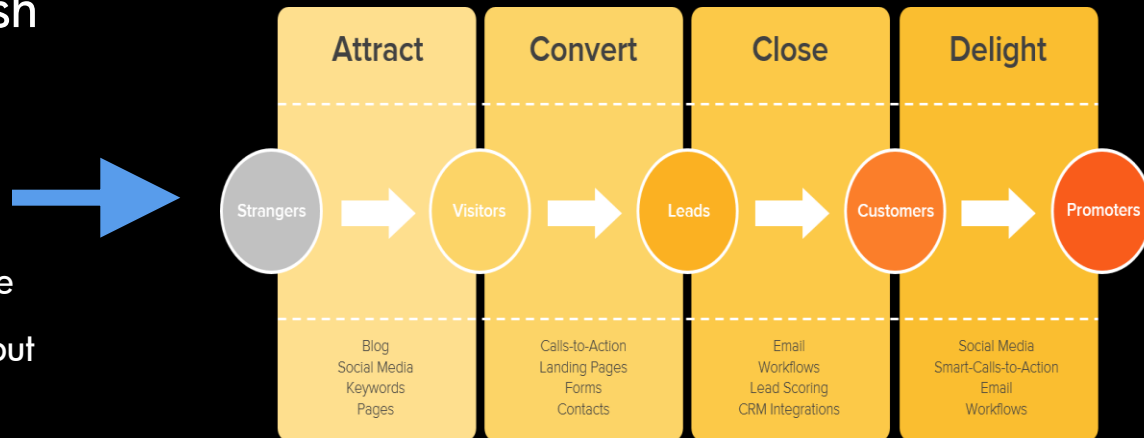 Attract
Convert
Close
Delight
Strangers
Visitors
Leads
Customers
Promoters
Blog
Social Media
Keywords
Pages
Calls-to-Action
Landing Pages
Forms
Contacts
Email
Workflows
Lead Scoring
CRM Integrations
Social Media
Smart-Calls-to-Action
Email
Workflows